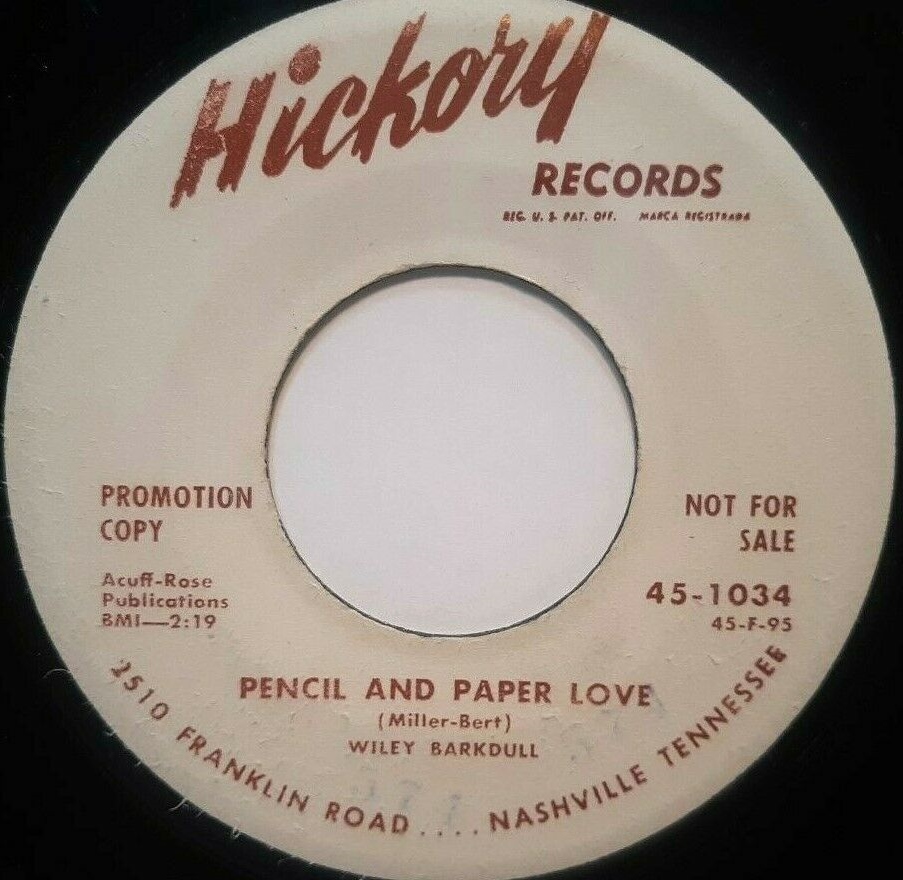 Hickory
RECORDS
REG. U. S. PAT. OFF. MARCA REGISTRADA
PROMOTION
COPY
NOT FOR
SALE
Acuff-Rose
Publications
BMI—2:19
45-1034
45-F-95
PENCIL AND PAPER LOVE
(Miller-Bert)
WILEY BARKDULL
2510 FRANKLIN ROAD....NASHVILLE TENNESSEE